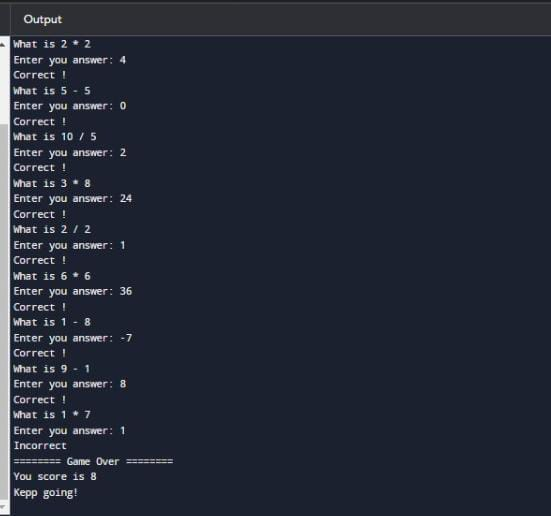 Output
What is 2 * 2
Enter you answer: 4
Correct !
What is 5 - 5
Enter you answer: 0
Correct !
What is 10 / 5
Enter you answer: 2
Correct !
What is 3 * 8
Enter you answer: 24
Correct !
What is 2 / 2
Enter you answer: 1
Correct !
What is 6 * 6
Enter you answer: 36
Correct !
What is 1 - 8
Enter you answer: -7
Correct !
What is 9 - 1
Enter you answer: 8
Correct !
What is 1 * 7
Enter you answer: 1
Incorrect
======== Game Over ========
You score is 8
Kepp going!